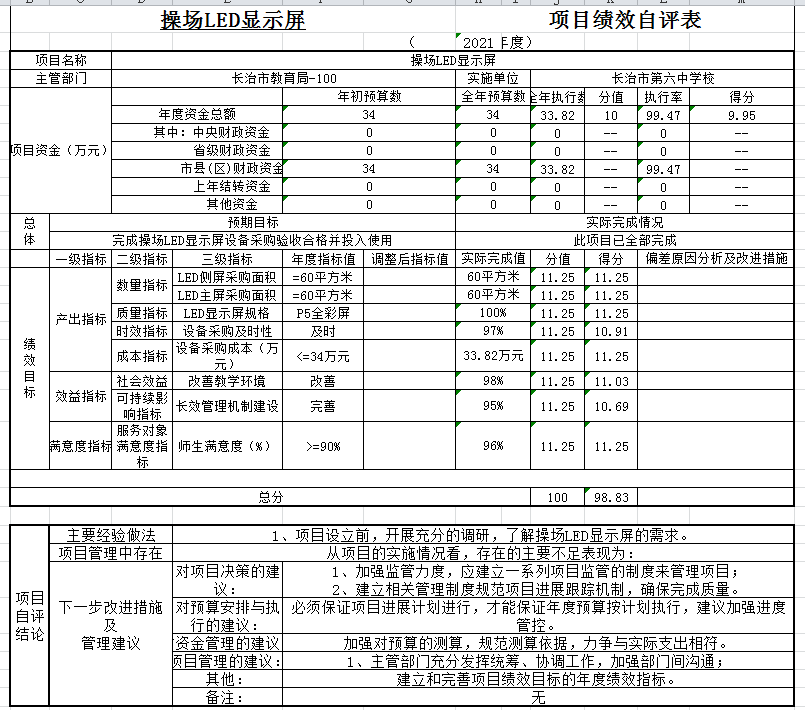 操场LED显示屏 项目绩效自评表
( 2021 年度)
项目名称 操场LED显示屏
主管部门 长治市教育局-100 实施单位 长治市第六中学校
项目资金（万元） 年初预算数 全年预算数 全年执行数 分值 执行率 得分
年度资金总额 34 34 33.82 10 99.47 9.95
其中：中央财政资金 0 0 0 -- 0 --
省级财政资金 0 0 0 -- 0 --
市县(区)财政资金 34 34 33.82 -- 99.47 --
上年结转资金 0 0 0 -- 0 --
其他资金 0 0 0 -- 0 --
总体 预期目标 实际完成情况
完成操场LED显示屏设备采购验收合格并投入使用 此项目已全部完成
绩效目标 一级指标 二级指标 三级指标 年度指标值 调整后指标值 实际完成值 分值 得分 偏差原因分析及改进措施
产出指标 数量指标 LED侧屏采购面积 =60平方米 60平方米 11.25 11.25
LED主屏采购面积 =60平方米 60平方米 11.25 11.25
质量指标 LED显示屏规格 P5全彩屏 100% 11.25 11.25
时效指标 设备采购及时性 及时 97% 11.25 10.91
成本指标 设备采购成本（万元） <=34万元 33.82万元 11.25 11.25
效益指标 社会效益 改善教学环境 改善 98% 11.25 11.03
可持续影响指标 长效管理机制建设 完善 95% 11.25 10.69
满意度指标 服务对象满意度指标 师生满意度（%） >=90% 96% 11.25 11.25
总分 100 98.83
项目自评结论 主要经验做法 1、项目设立前，开展充分的调研，了解操场LED显示屏的需求。
项目管理中存在 从项目的实施情况看，存在的主要不足表现为：
下一步改进措施及管理建议 对项目决策的建议： 1、加强监管力度，应建立一系列项目监管的制度来管理项目；
2、建立相关管理制度规范项目进展跟踪机制，确保完成质量。
对预算安排与执行的建议： 必须保证项目进展计划进行，才能保证年度预算按计划执行，建议加强进度
管控。
资金管理的建议 加强对预算的测算，规范测算依据，力争与实际支出相符。
项目管理的建议： 1、主管部门充分发挥统筹、协调工作，加强部门间沟通；
其他： 建立和完善项目绩效目标的年度绩效指标。
备注： 无